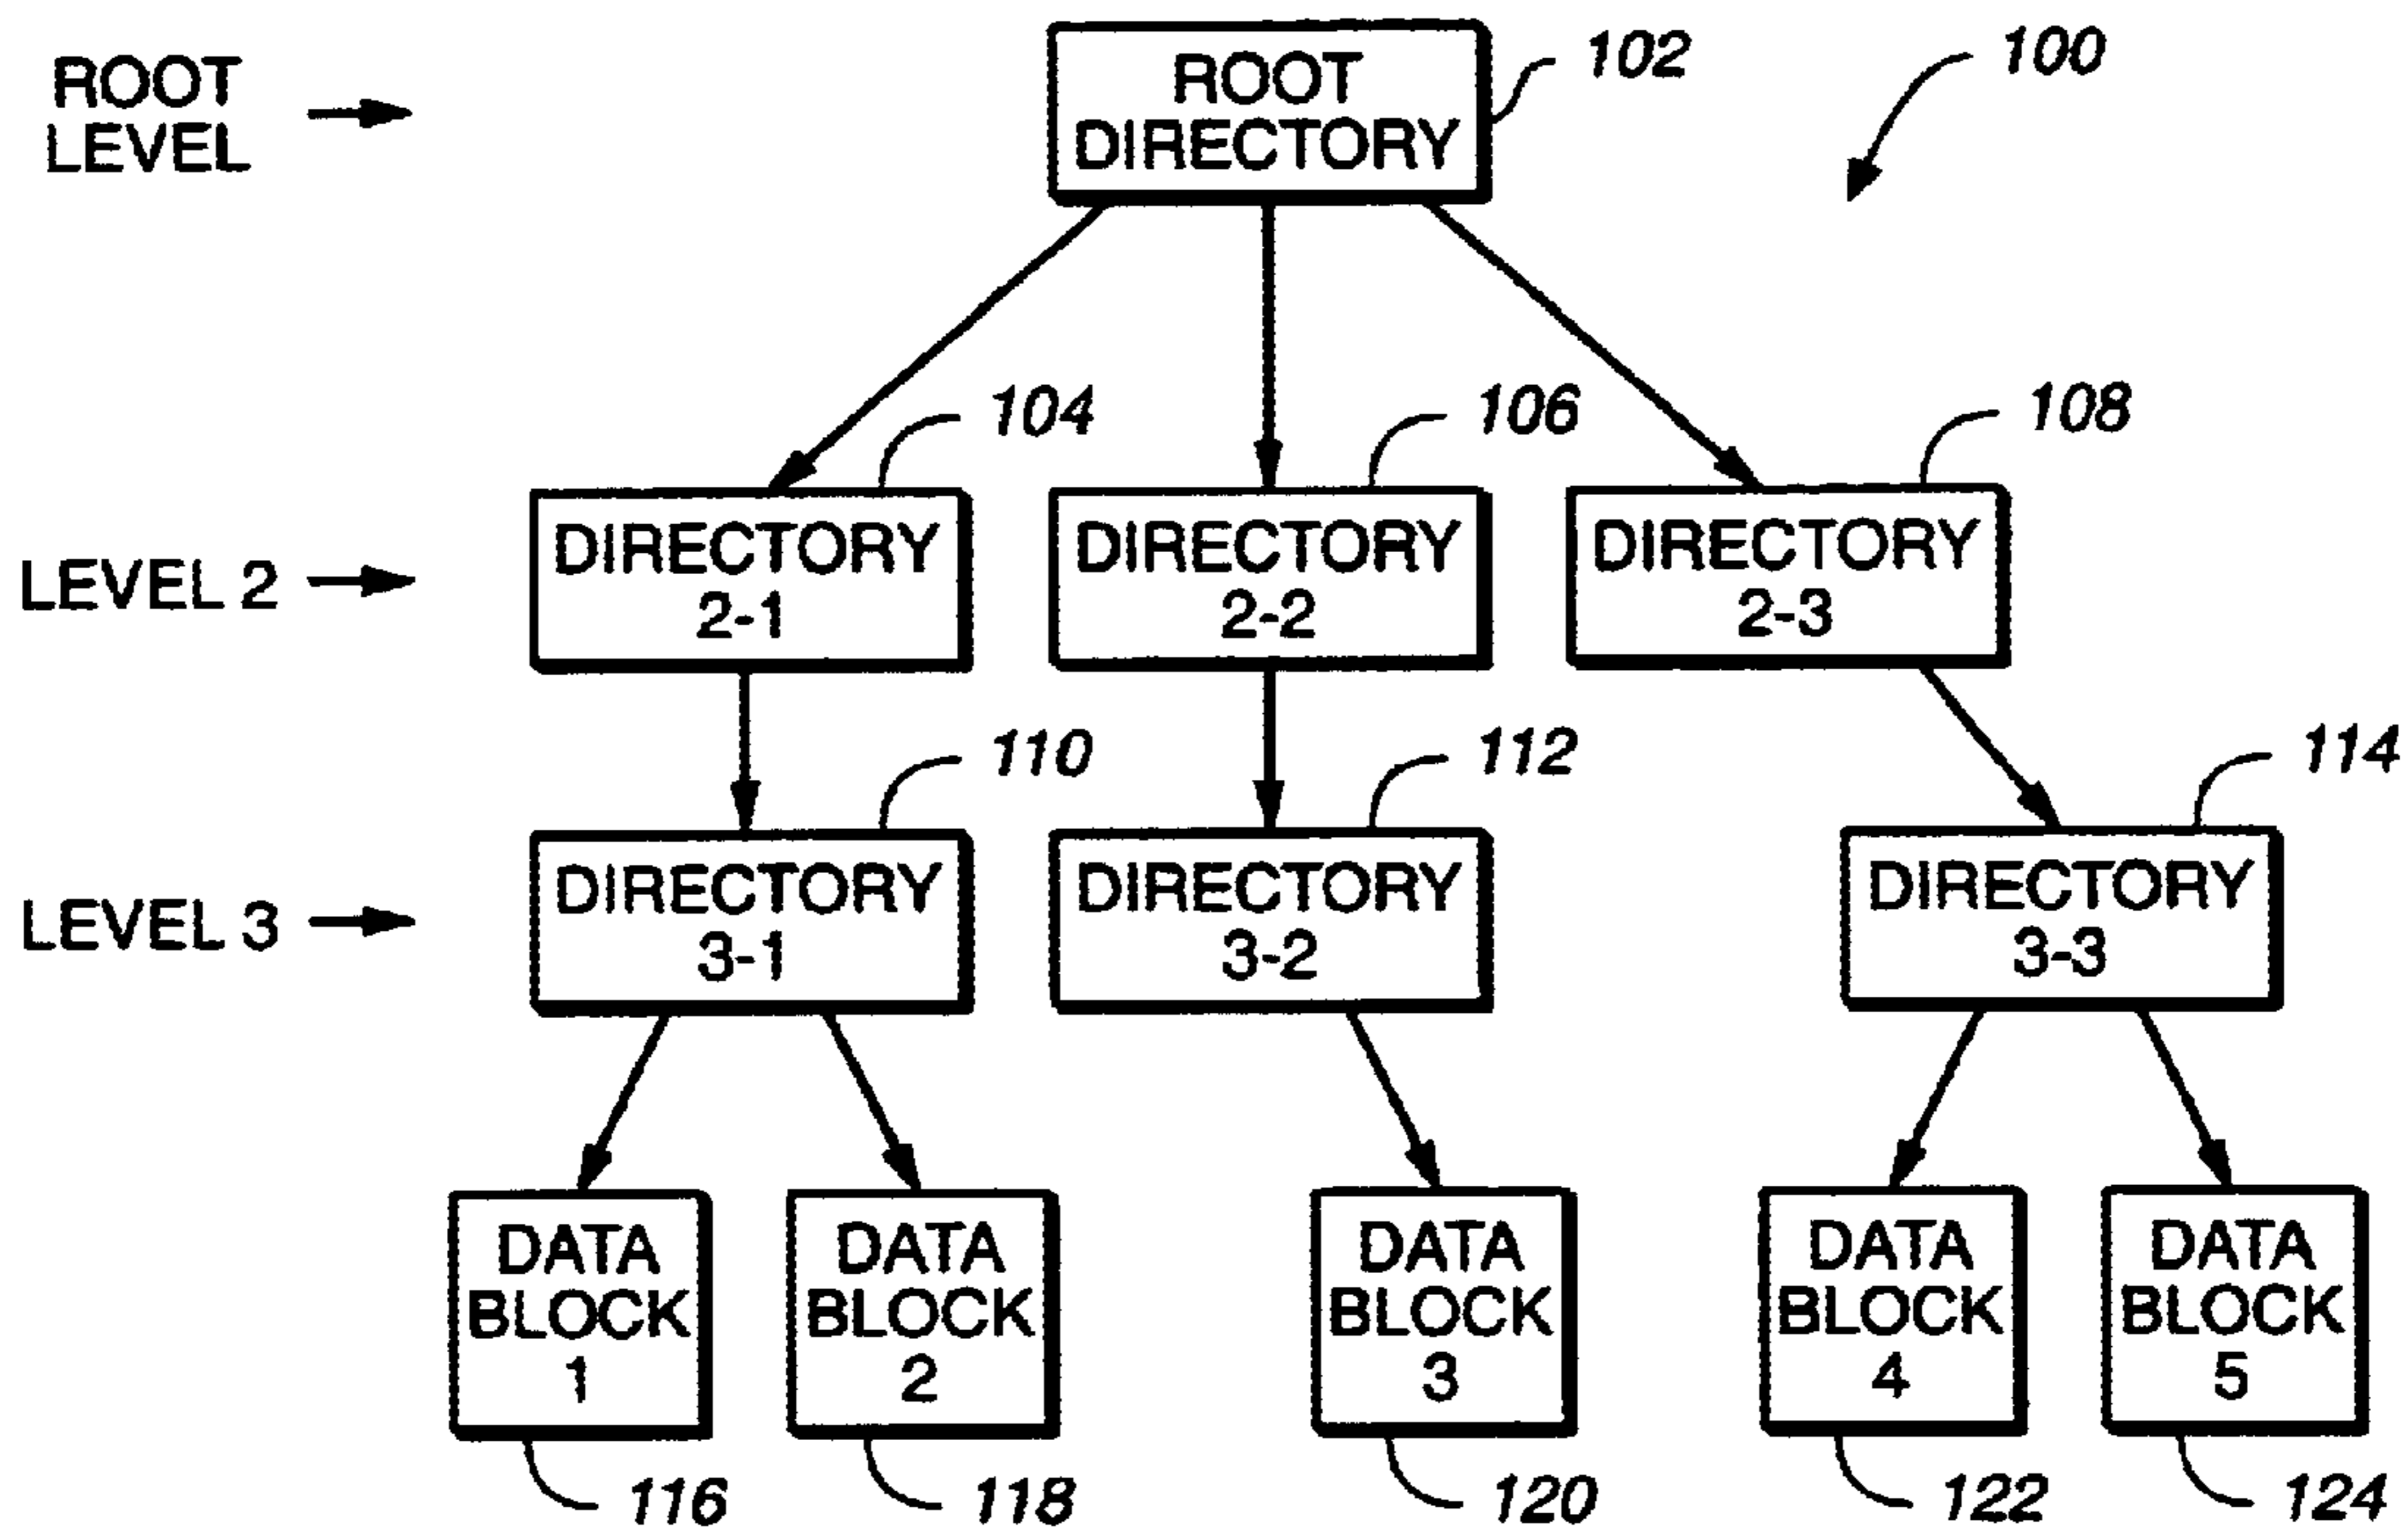 ROOT
LEVEL
ROOT
DIRECTORY
102
100
104
106
108
LEVEL 2
DIRECTORY
2-1
DIRECTORY
2-2
DIRECTORY
2-3
110
112
114
LEVEL 3
DIRECTORY
3-1
DIRECTORY
3-2
DIRECTORY
3-3
DATA
BLOCK
1
DATA
BLOCK
2
DATA
BLOCK
3
DATA
BLOCK
4
DATA
BLOCK
5
116
118
120
122
124